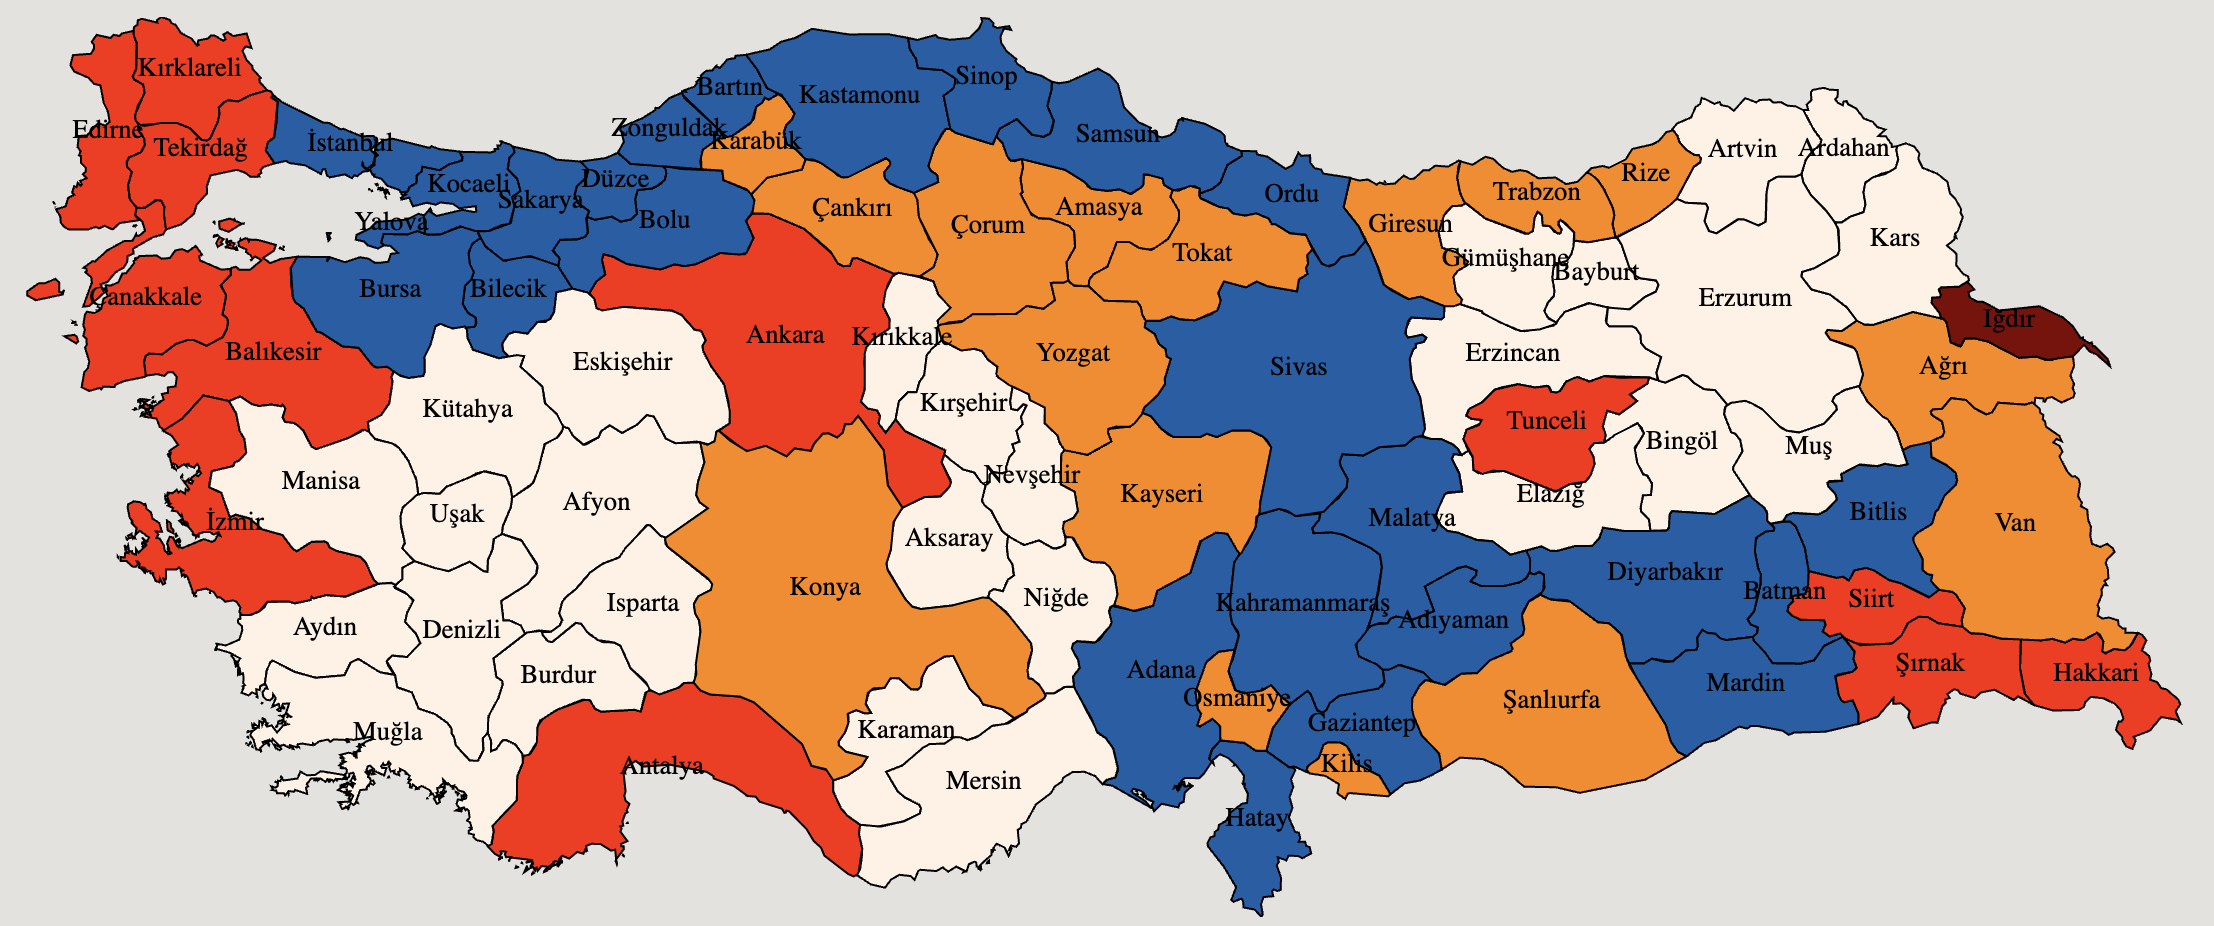 Kırklareli
Sinop
Bartın
Kastamonu
Edirne
Zonguldak
Samsun
İstanbul
Karabük
Tekirdağ
Artvin
Ardahan
Rize
Düzce
Kocaeli
Trabzon
Ordu
Sakarya
Çankırı
Amasya
Bolu
Yalova
Giresun
Çorum
Kars
Tokat
Gümüşhane
Bayburt
Bursa
Bilecik
Çanakkale
Erzurum
Iğdır
Ankara
Kırıkkale
Balıkesir
Yozgat
Erzincan
Eskişehir
Sivas
Ağrı
Kırşehir
Kütahya
Tunceli
Bingöl
Muş
Nevşehir
Manisa
Kayseri
Elazığ
Afyon
Bitlis
Uşak
Malatya
İzmir
Van
Aksaray
Diyarbakır
Konya
Batman
Niğde
Siirt
Isparta
Kahramanmaraş
Adıyaman
Aydın
Denizli
Şırnak
Adana
Hakkari
Burdur
Mardin
Osmaniye
Şanlıurfa
Gaziantep
Karaman
Muğla
Kilis
Antalya
Mersin
Hatay